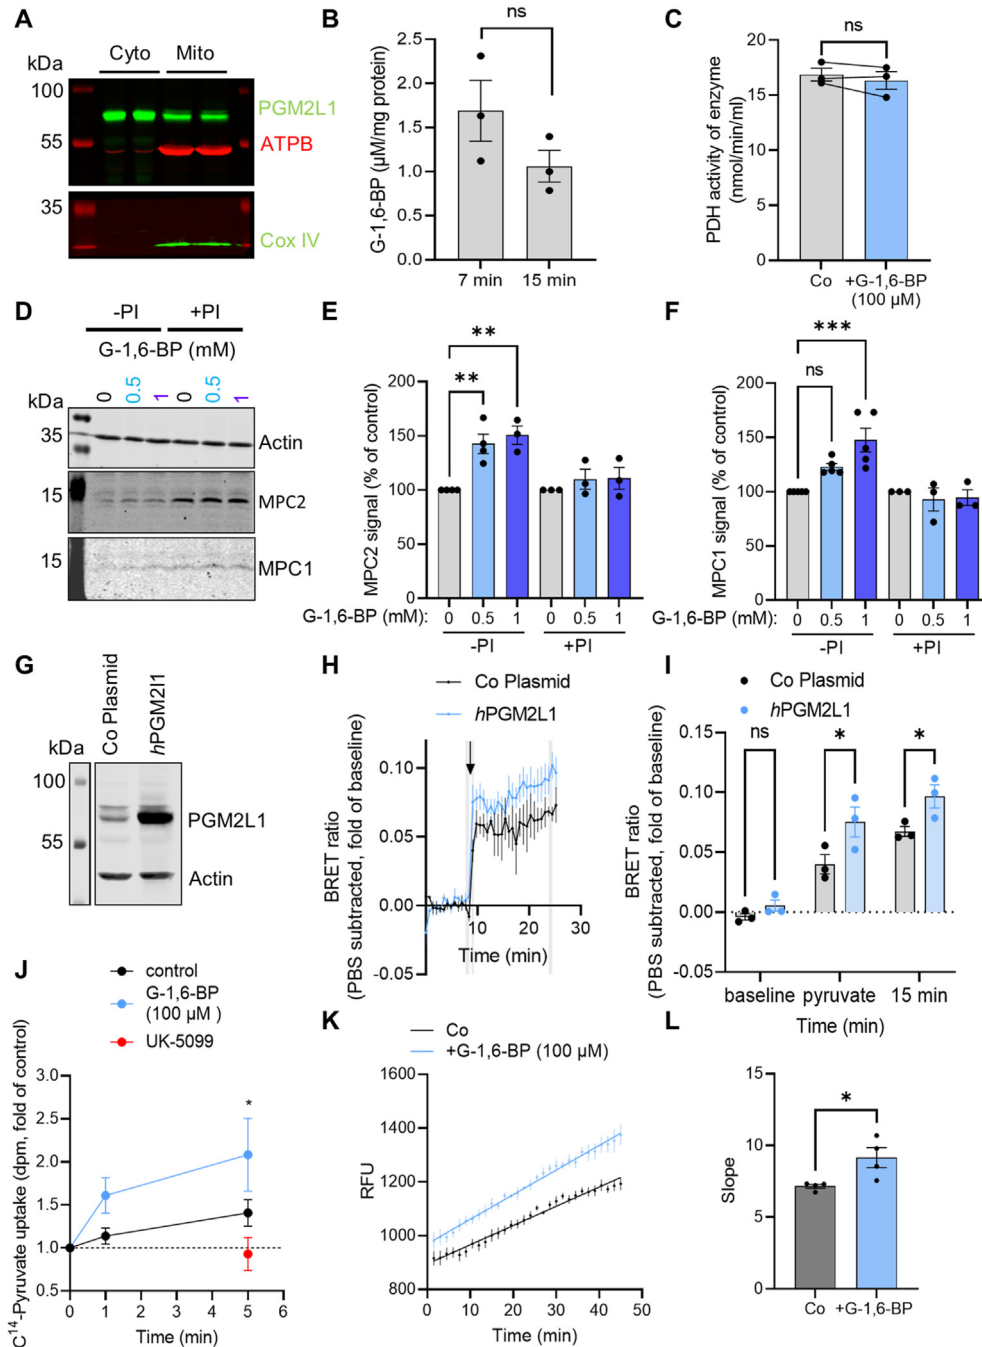 A
Cyto Mito
kDa
100
55
35
PGM2L1
ATPB
Cox IV
B
ns
G-1,6-BP (µM/mg protein)
2.5
2.0
1.5
1.0
0.5
0.0
7 min 15 min
C
ns
PDH activity of enzyme
(nmol/min/ml)
20
15
10
5
0
Co +G-1,6-BP
(100 µM)
D
-PI +PI
G-1,6-BP (mM)
kDa
0 0.5 1 0 0.5 1
35
15
15
Actin
MPC2
MPC1
E
**
**
MPC2 signal (% of control)
200
150
100
50
0
G-1,6-BP (mM): 0 0.5 1 0 0.5 1
-PI +PI
F
***
ns
MPC1 signal (% of control)
200
150
100
50
0
G-1,6-BP (mM): 0 0.5 1 0 0.5 1
-PI +PI
G
Co Plasmid
hPGM2l1
kDa
100
55
PGM2L1
Actin
H
Co Plasmid
hPGM2L1
BRET ratio
(PBS subtracted, fold of baseline)
0.10
0.05
0.00
-0.05
10 20 30
Time (min)
I
Co Plasmid
hPGM2L1
ns
*
*
BRET ratio
(PBS subtracted, fold of baseline)
0.15
0.10
0.05
0.00
-0.05
baseline pyruvate 15 min
Time (min)
J
control
G-1,6-BP
(100 µM )
UK-5099
C14-Pyruvate uptake (dpm, fold of control)
3.0
2.5
2.0
1.5
1.0
0.5
*
0 1 2 3 4 5 6
Time (min)
K
Co
+G-1,6-BP (100 µM)
RFU
1600
1400
1200
1000
800
0 10 20 30 40 50
Time (min)
L
*
Slope
15
10
5
0
Co +G-1,6-BP